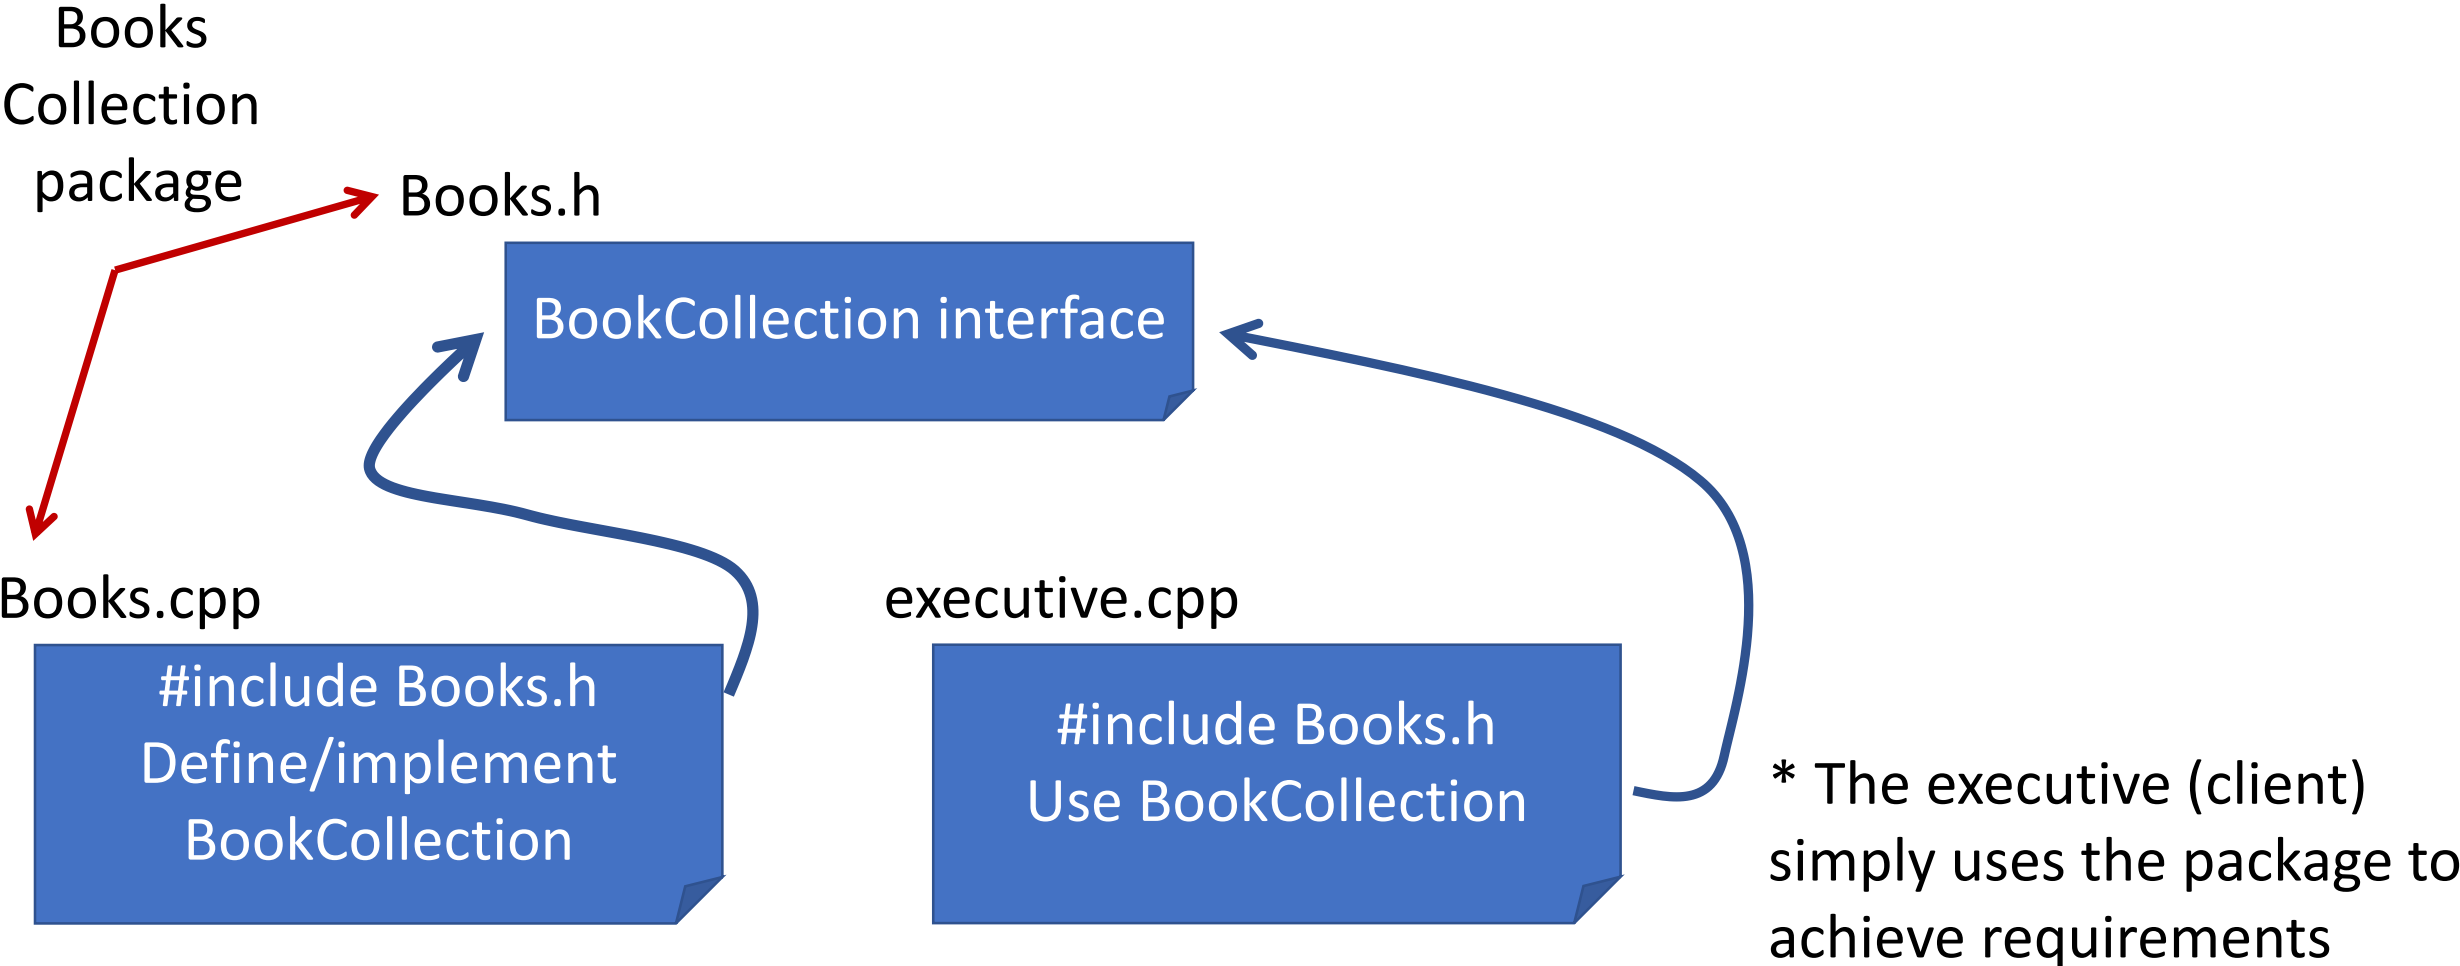 Books
Collection
package
Books.h
BookCollection interface
Books.cpp
#include Books.h
Define/implement
BookCollection
executive.cpp
#include Books.h
Use BookCollection
* The executive (client)
simply uses the package to
achieve requirements